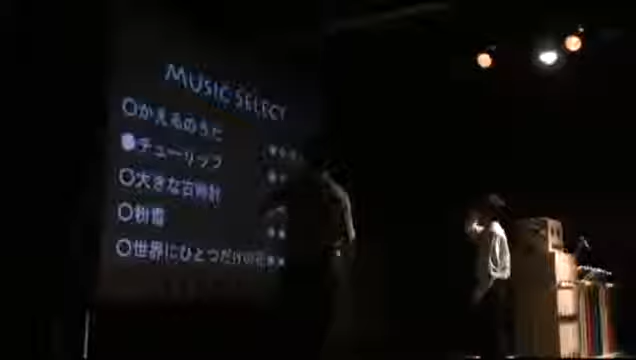 MUSIC SELECT
○かえるのうた
●チューリップ
○大きな古時計
○粉雪
○世界にひとつだけの花